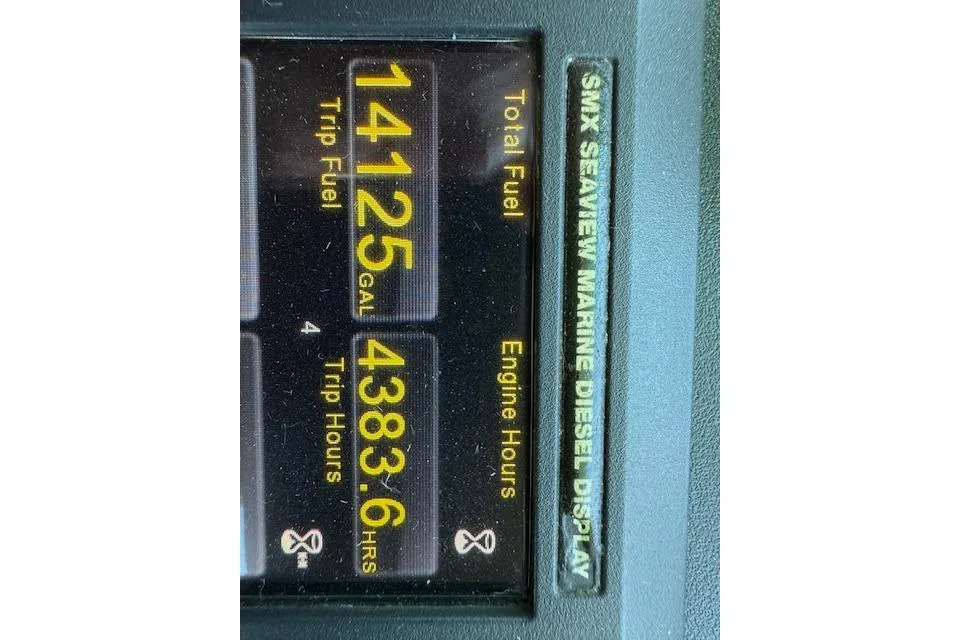 SMX SEAVIEW MARINE DIESEL DISPLAY
Total Fuel Engine Hours
14125 GAL 4383.6 HRS
Trip Fuel 4 Trip Hours
H-M